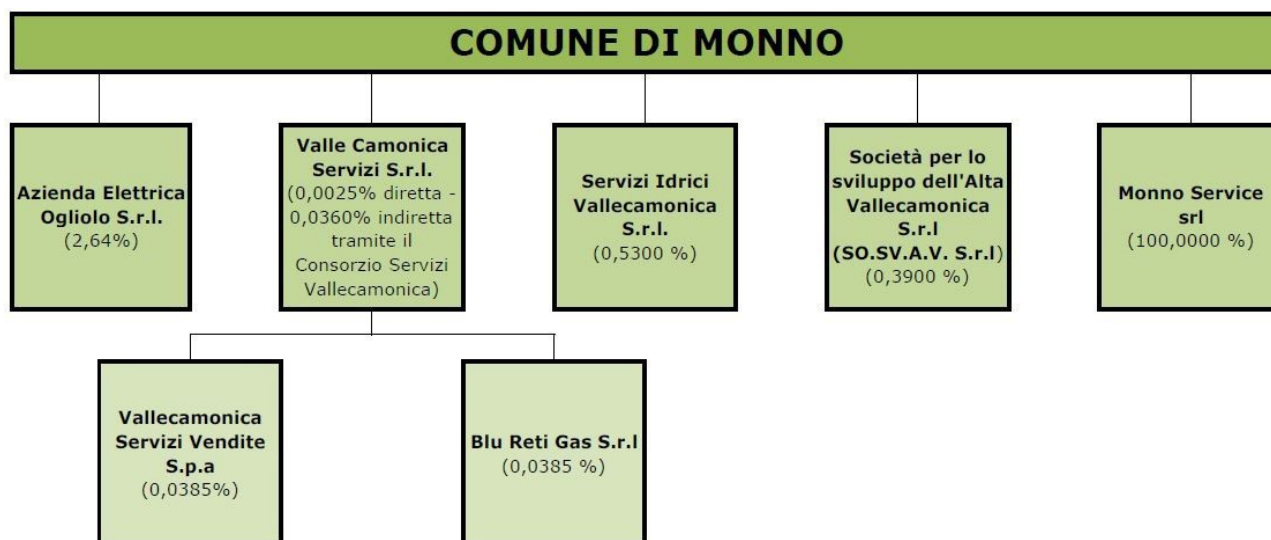 COMUNE DI MONNO
Azienda Elettrica
Ogliolo S.r.l.
(2,64%)
Valle Camonica
Servizi S.r.l.
(0,0025% diretta -
0,0360% indiretta
tramite il
Consorzio Servizi
Vallecamonica)
Servizi Idrici
Vallecamonica
S.r.l.
(0,5300 %)
Società per lo
sviluppo dell'Alta
Vallecamonica
S.r.l
(SO.SV.A.V. S.r.l)
(0,3900 %)
Monno Service
srl
(100,0000 %)
Vallecamonica
Servizi Vendite
S.p.a
(0,0385%)
Blu Reti Gas S.r.l
(0,0385 %)